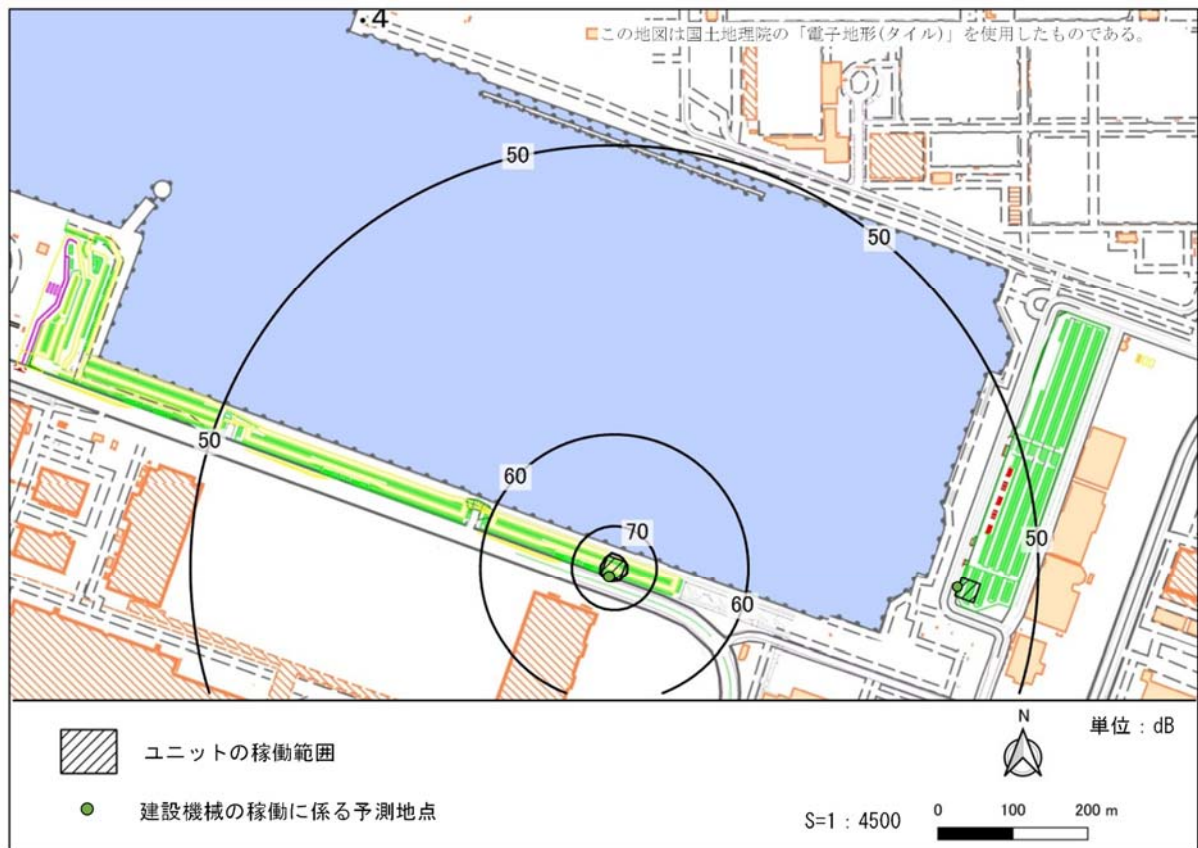 4
この地図は国土地理院の「電子地形(タイル)」を使用したものである。
50
50
50
60
70
50
60
ユニットの稼働範囲
N
単位：dB
建設機械の稼働に係る予測地点
S=1：4500
0 100 200 m